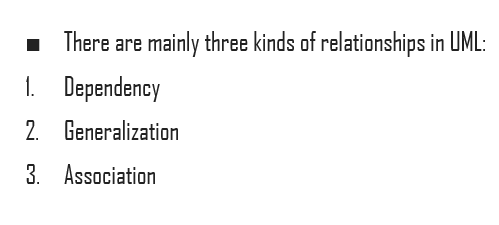 ▪ There are mainly three kinds of relationships in UML:
1. Dependency
2. Generalization
3. Association